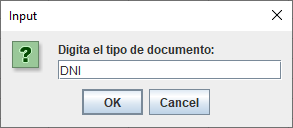 Input
Digita el tipo de documento:
DNI
OK Cancel